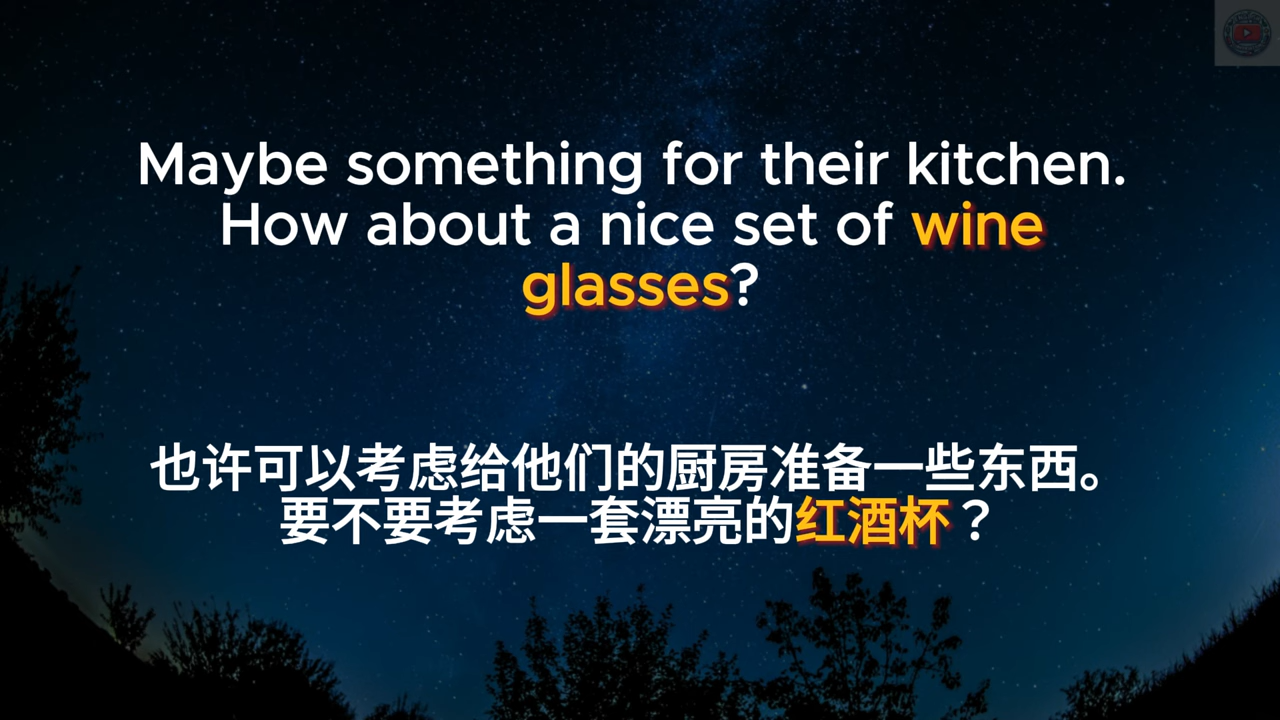 Maybe something for their kitchen.
How about a nice set of wine
glasses?
也许可以考虑给他们的厨房准备一些东西。
要不要考虑一套漂亮的红酒杯？